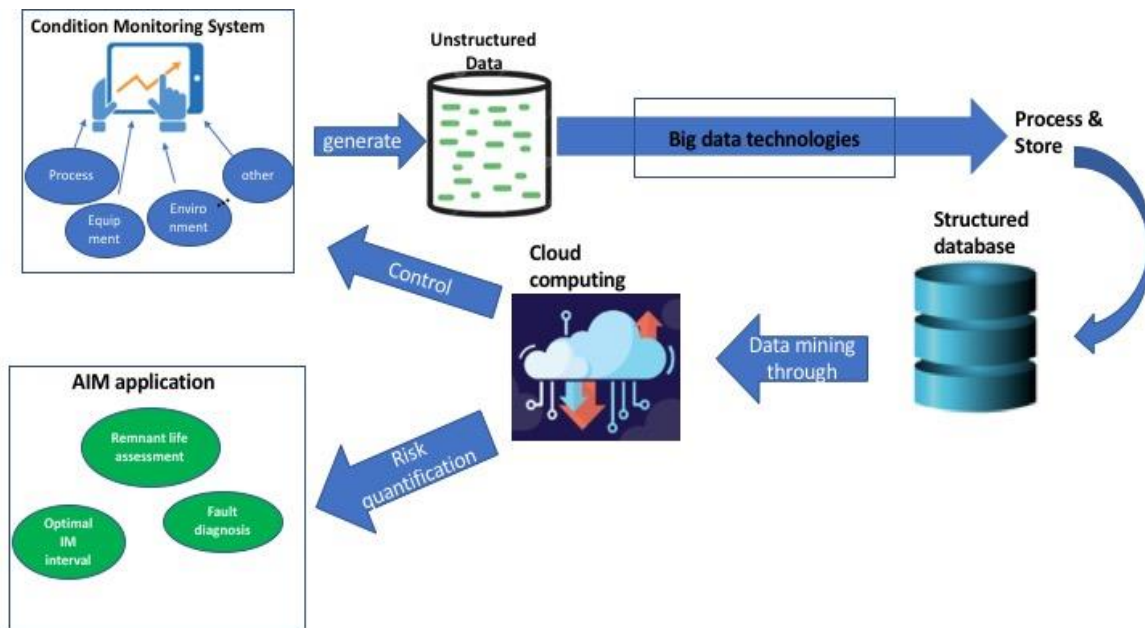 Condition Monitoring System
Process
Equip
ment
Enviro
nment
other
generate
Unstructured
Data
Big data technologies
Process &
Store
Structured
database
Data mining
through
Cloud
computing
Control
Risk
quantification
AIM application
Remnant life
assessment
Fault
diagnosis
Optimal
IM
interval